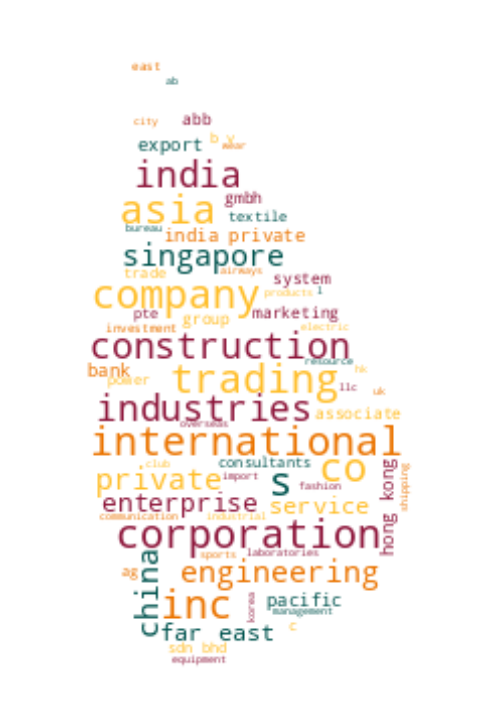 east
ab
city abb
export b v wear
india
gmbh
asia textile
bureau india private
singapore
trade airways
system
company products l
pte group marketing
investment electric
construction
resource
bank hk
power trading llc uk
industries associate
overseas
international
club consultants co
private import s fashion hong kong shipping
enterprise service
communication industrial
corporation
china sports laboratories
ag engineering
inc korea pacific
management
far east c
sdn bhd
equipment